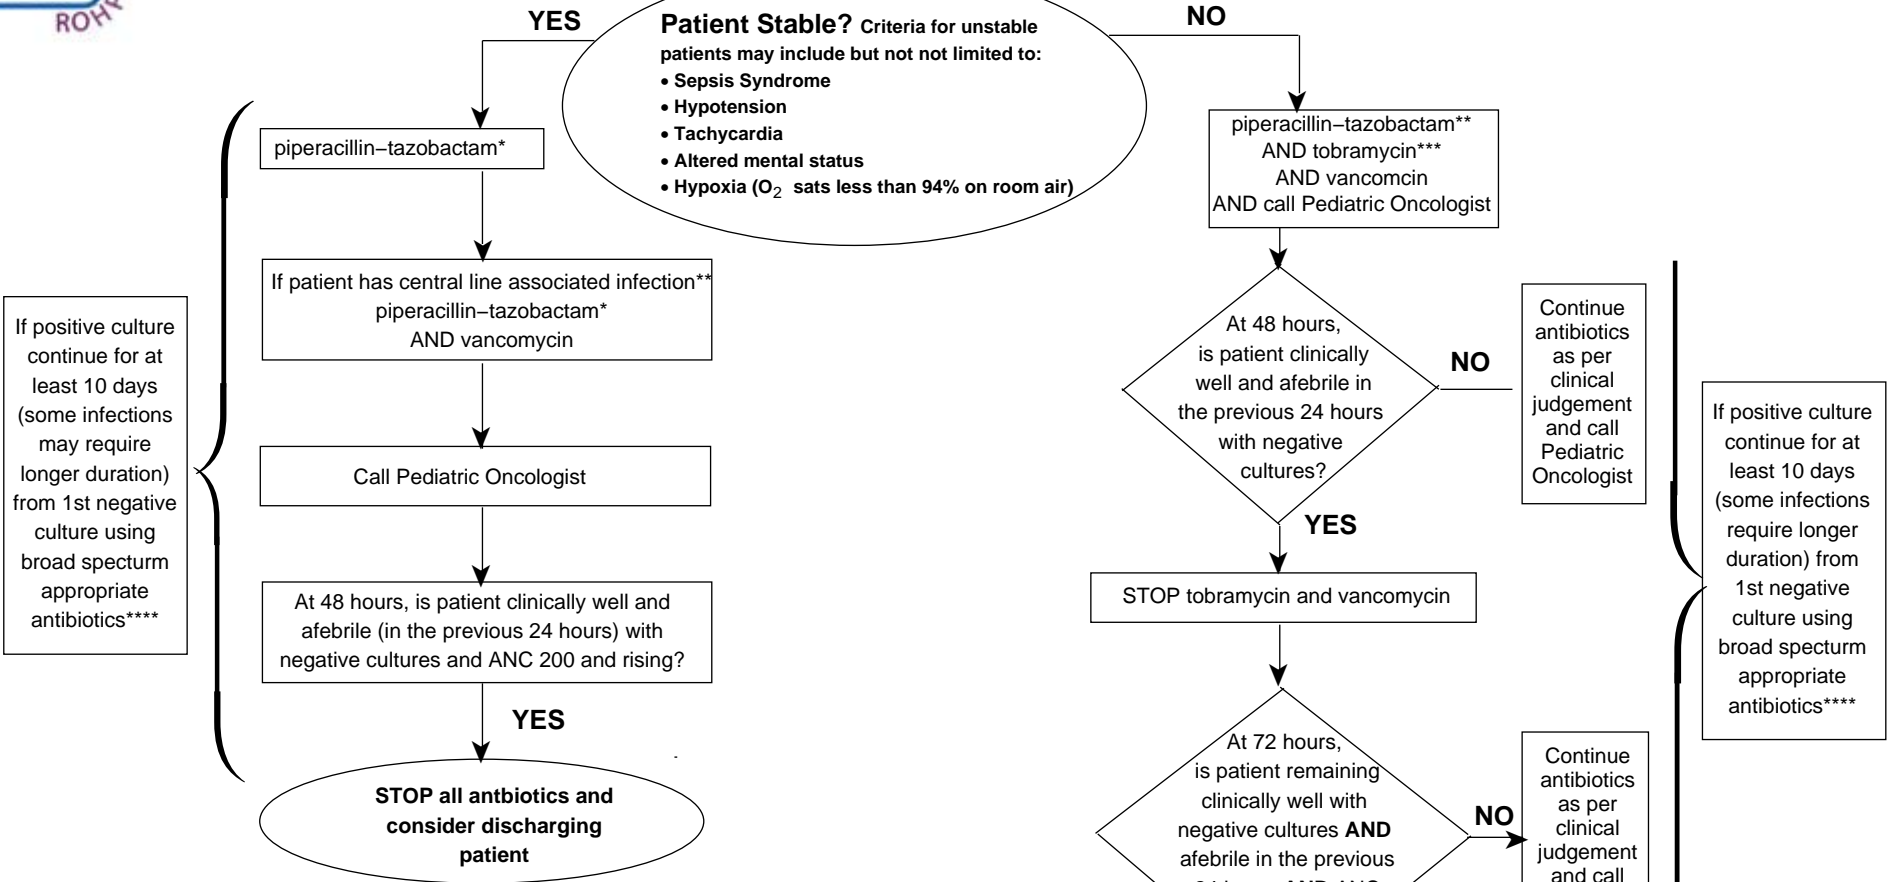 ROHP
YES
Patient Stable? Criteria for unstable
patients may include but not not limited to:
• Sepsis Syndrome
• Hypotension
• Tachycardia
• Altered mental status
• Hypoxia (O2 sats less than 94% on room air)
NO
piperacillin–tazobactam*
If patient has central line associated infection**
piperacillin–tazobactam*
AND vancomycin
Call Pediatric Oncologist
At 48 hours, is patient clinically well and
afebrile (in the previous 24 hours) with
negative cultures and ANC 200 and rising?
YES
STOP all antbiotics and
consider discharging
patient
If positive culture
continue for at
least 10 days
(some infections
may require
longer duration)
from 1st negative
culture using
broad specturm
appropriate
antibiotics****
piperacillin–tazobactam**
AND tobramycin***
AND vancomcin
AND call Pediatric Oncologist
At 48 hours,
is patient clinically
well and afebrile in
the previous 24 hours
with negative
cultures?
NO
Continue
antibiotics
as per
clinical
judgement
and call
Pediatric
Oncologist
YES
STOP tobramycin and vancomycin
At 72 hours,
is patient remaining
clinically well with
negative cultures AND
afebrile in the previous
NO
Continue
antibiotics
as per
clinical
judgement
and call
If positive culture
continue for at
least 10 days
(some infections
require longer
duration) from
1st negative
culture using
broad specturm
appropriate
antibiotics****